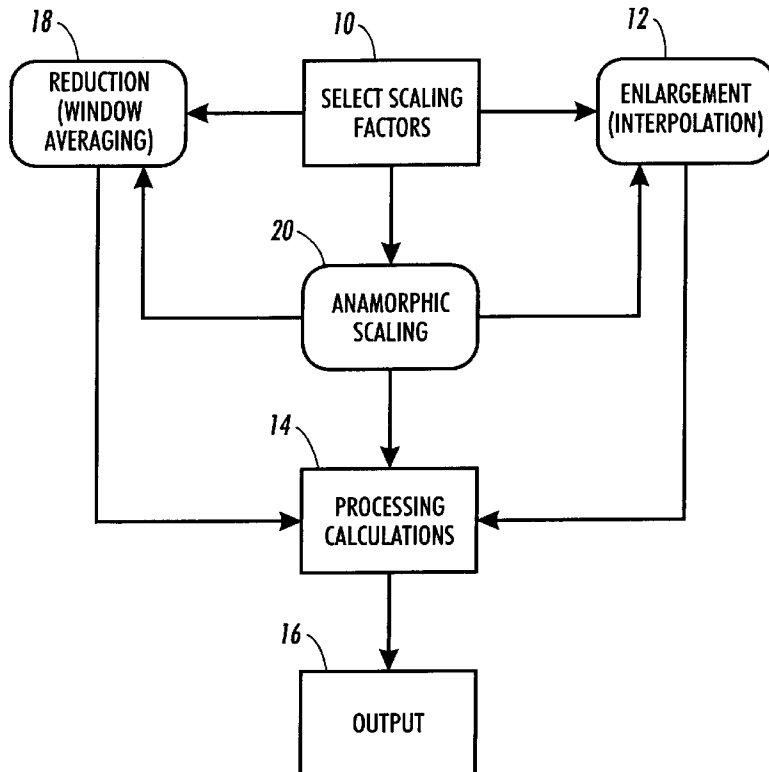 18
10
12
REDUCTION
(WINDOW
AVERAGING)
SELECT SCALING
FACTORS
ENLARGEMENT
(INTERPOLATION)
20
ANAMORPHIC
SCALING
14
PROCESSING
CALCULATIONS
16
OUTPUT